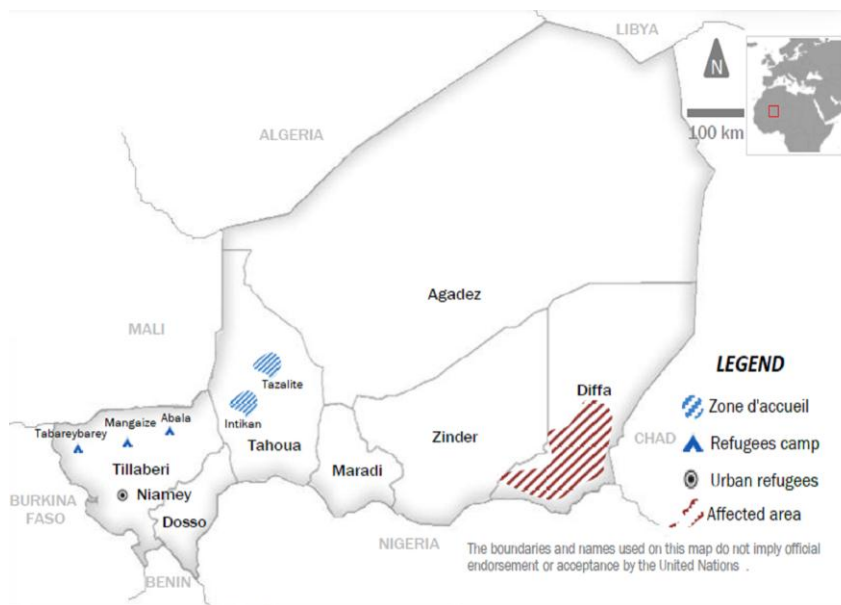 LIBYA
N
100 km
ALGERIA
Agadez
MALI
LEGEND
Tazalite
Diffa
Zone d'accueil
Intikan
Mangaize
Abala
Tabareybarey
Zinder
CHAD
Refugees camp
Tahoua
Maradi
Tillaberi
Urban refugees
Niamey
BURKINA
FASO
Dosso
Affected area
NIGERIA
The boundaries and names used on this map do not imply official
endorsement or acceptance by the United Nations .
BENIN